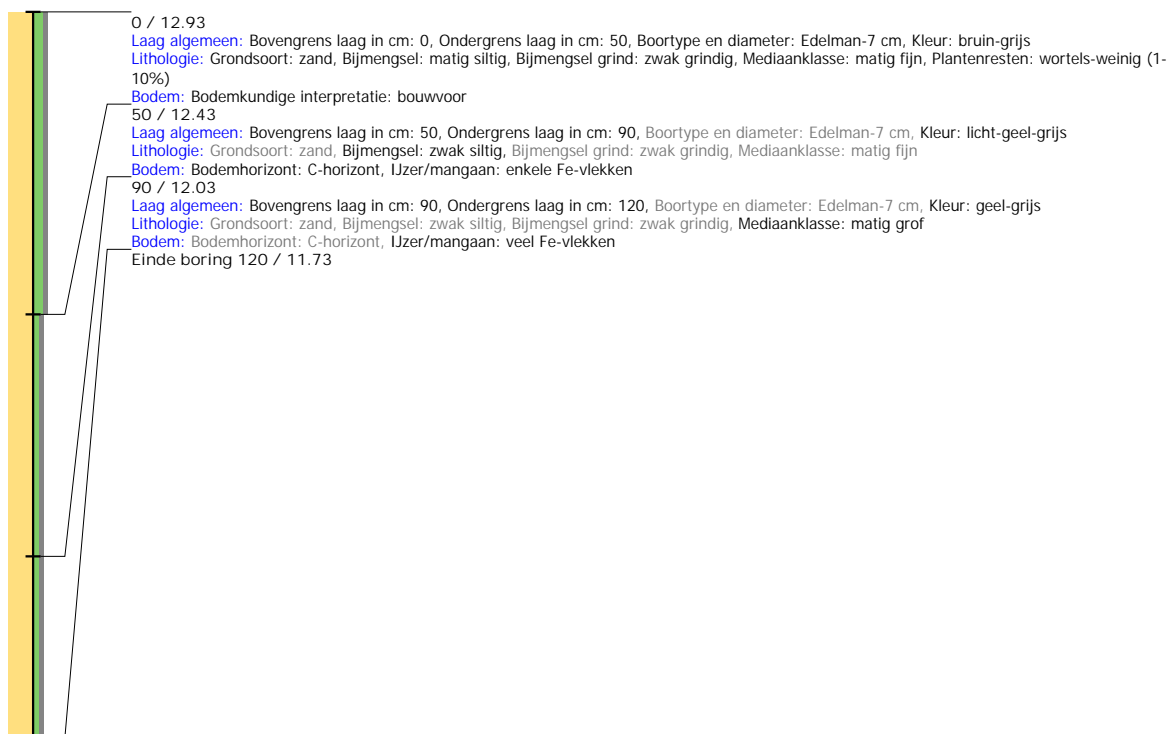 0 / 12.93
Laag algemeen: Bovengrens laag in cm: 0, Ondergrens laag in cm: 50, Boortype en diameter: Edelman-7 cm, Kleur: bruin-grijs
Lithologie: Grondsoort: zand, Bijmengsel: matig siltig, Bijmengsel grind: zwak grindig, Mediaanklasse: matig fijn, Plantenresten: wortels-weinig (1-
10%)
Bodem: Bodemkundige interpretatie: bouwvoor
50 / 12.43
Laag algemeen: Bovengrens laag in cm: 50, Ondergrens laag in cm: 90, Boortype en diameter: Edelman-7 cm, Kleur: licht-geel-grijs
Lithologie: Grondsoort: zand, Bijmengsel: zwak siltig, Bijmengsel grind: zwak grindig, Mediaanklasse: matig fijn
Bodem: Bodemhorizont: C-horizont, IJzer/mangaan: enkele Fe-vlekken
90 / 12.03
Laag algemeen: Bovengrens laag in cm: 90, Ondergrens laag in cm: 120, Boortype en diameter: Edelman-7 cm, Kleur: geel-grijs
Lithologie: Grondsoort: zand, Bijmengsel: zwak siltig, Bijmengsel grind: zwak grindig, Mediaanklasse: matig grof
Bodem: Bodemhorizont: C-horizont, IJzer/mangaan: veel Fe-vlekken
Einde boring 120 / 11.73